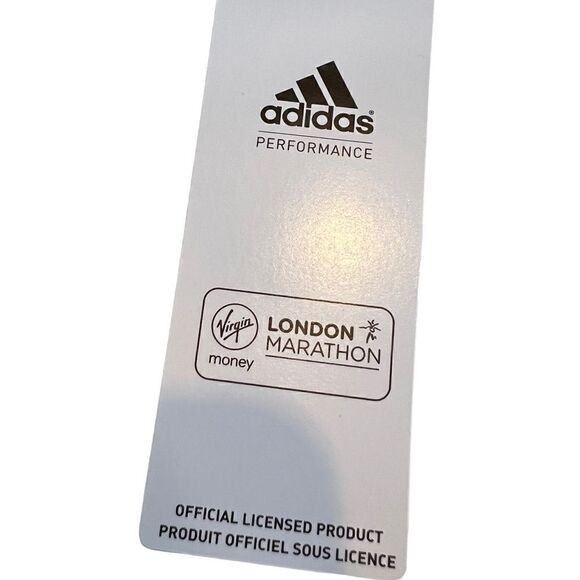 adidas®
PERFORMANCE
Virgin
money
LONDON
MARATHON
OFFICIAL LICENSED PRODUCT
PRODUIT OFFICIEL SOUS LICENCE